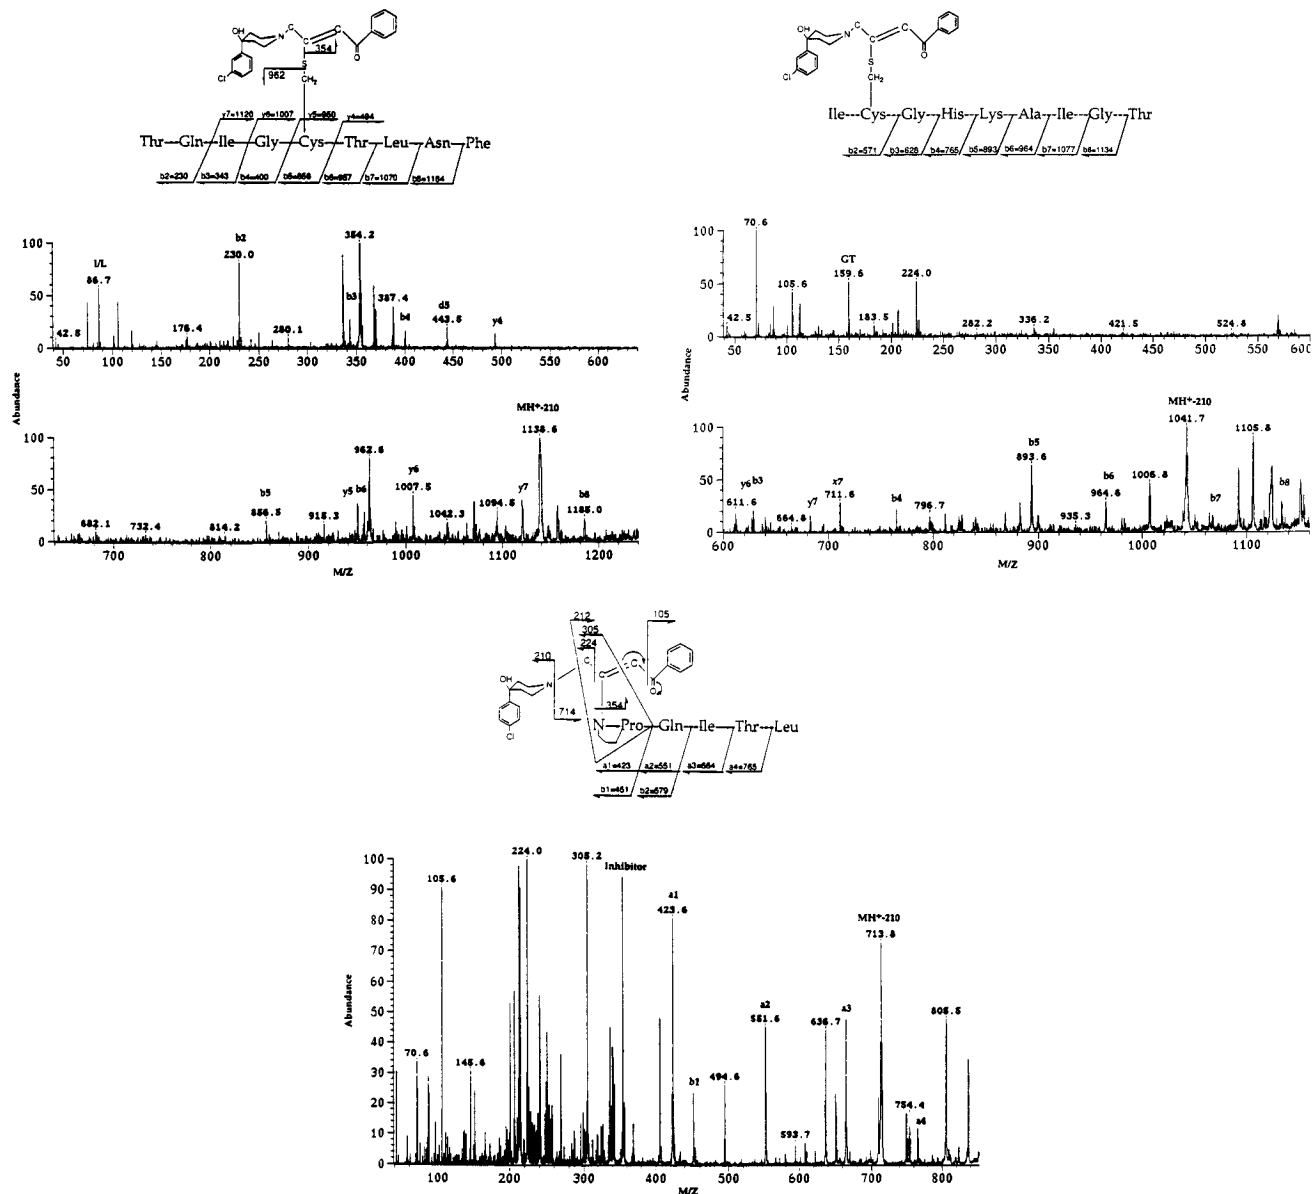 OH
N
C
C
O
354
S
962
CH2
Cl
y7=1120 y6=1007 y5=950 y4=494
Thr Gln Ile Gly Cys Thr Leu Asn Phe
b2=230 b3=343 b4=400 b5=856 b6=957 b7=1070 b8=1184
OH
N
C
C
O
S
CH2
Cl
Ile Cys Gly His Lys Ala Ile Gly Thr
b2=571 b3=628 b4=765 b5=893 b6=964 b7=1077 b8=1134
100
50
0
I/L
86.7
42.5
176.4
b2
230.0
280.1
b3
354.2
387.4
b4
d5
443.5
y4
50 100 150 200 250 300 350 400 450 500 550 600
100
50
0
70.6
42.5
105.6
GT
159.6
183.5
224.0
282.2
336.2
421.5
524.8
50 100 150 200 250 300 350 400 450 500 550 600
Abundance
100
50
0
682.1
732.4
814.2
b5
856.5
915.3
y5 b6
962.6
y6
1007.5
1042.3
1094.5
y7
MH+-210
1138.6
b8
1185.0
700 800 900 1000 1100 1200
M/Z
Abundance
100
50
0
y6 b3
611.6
664.8
y7
x7
711.6
b4
796.7
b5
893.6
935.3
b6
964.6
1006.8
MH+-210
1041.7
b7
1105.8
b8
600 700 800 900 1000 1100
M/Z
212
305
224
105
210
OH
N
C
C
O
714
354
Cl
N Pro Gln Ile Thr Leu
a1=423 a2=551 a3=664 a4=765
b1=451 b2=579
Abundance
100
90
80
70
60
50
40
30
20
10
0
70.6
105.6
145.6
224.0
305.2
Inhibitor
a1
423.6
b1
494.6
a2
551.6
593.7
636.7
a3
MH+-210
713.8
754.4
a4
805.5
100 200 300 400 500 600 700 800
M/Z